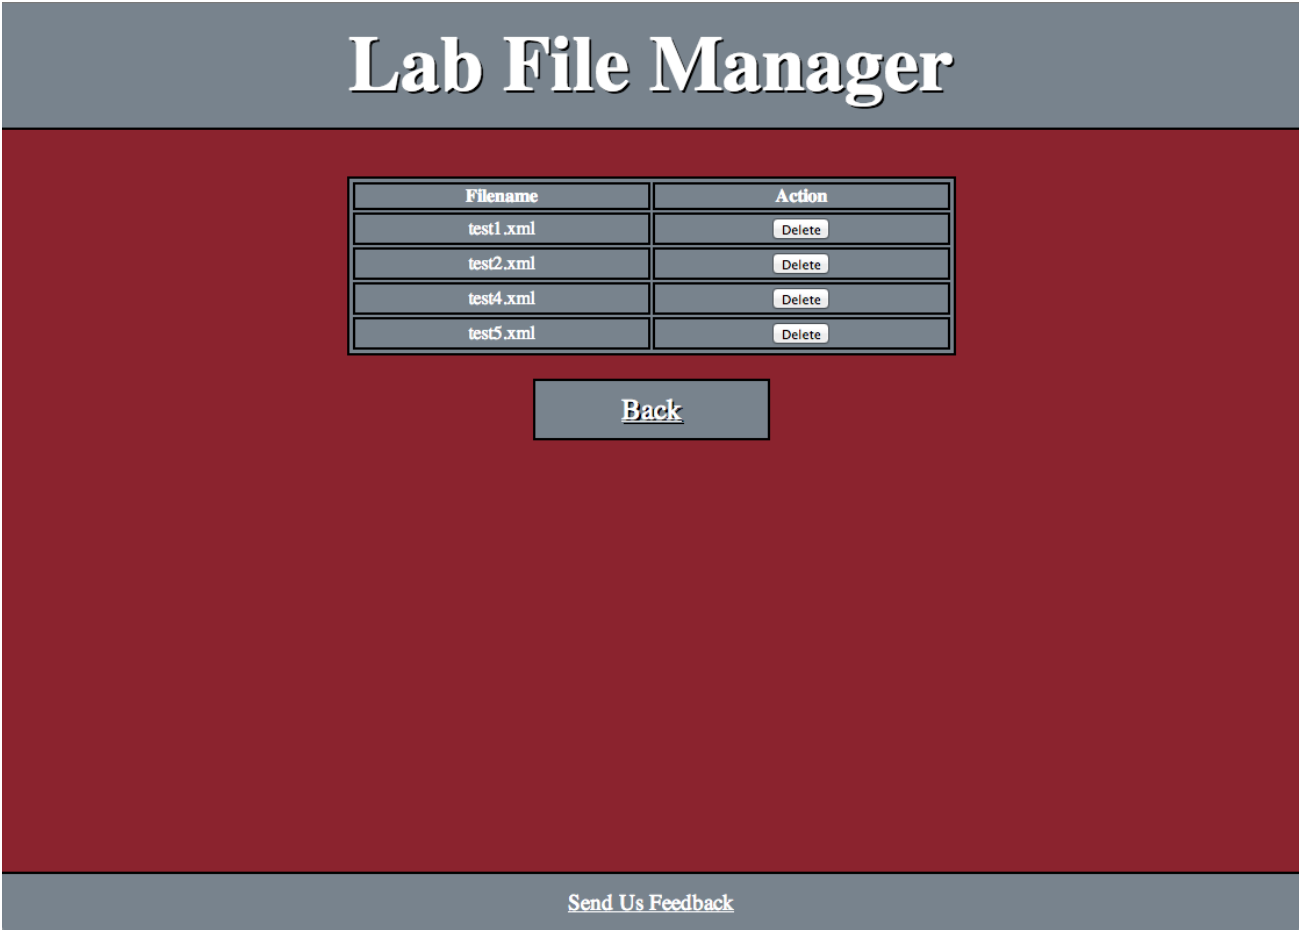 Lab File Manager
Filename Action
test1.xml Delete
test2.xml Delete
test4.xml Delete
test5.xml Delete
Back
Send Us Feedback